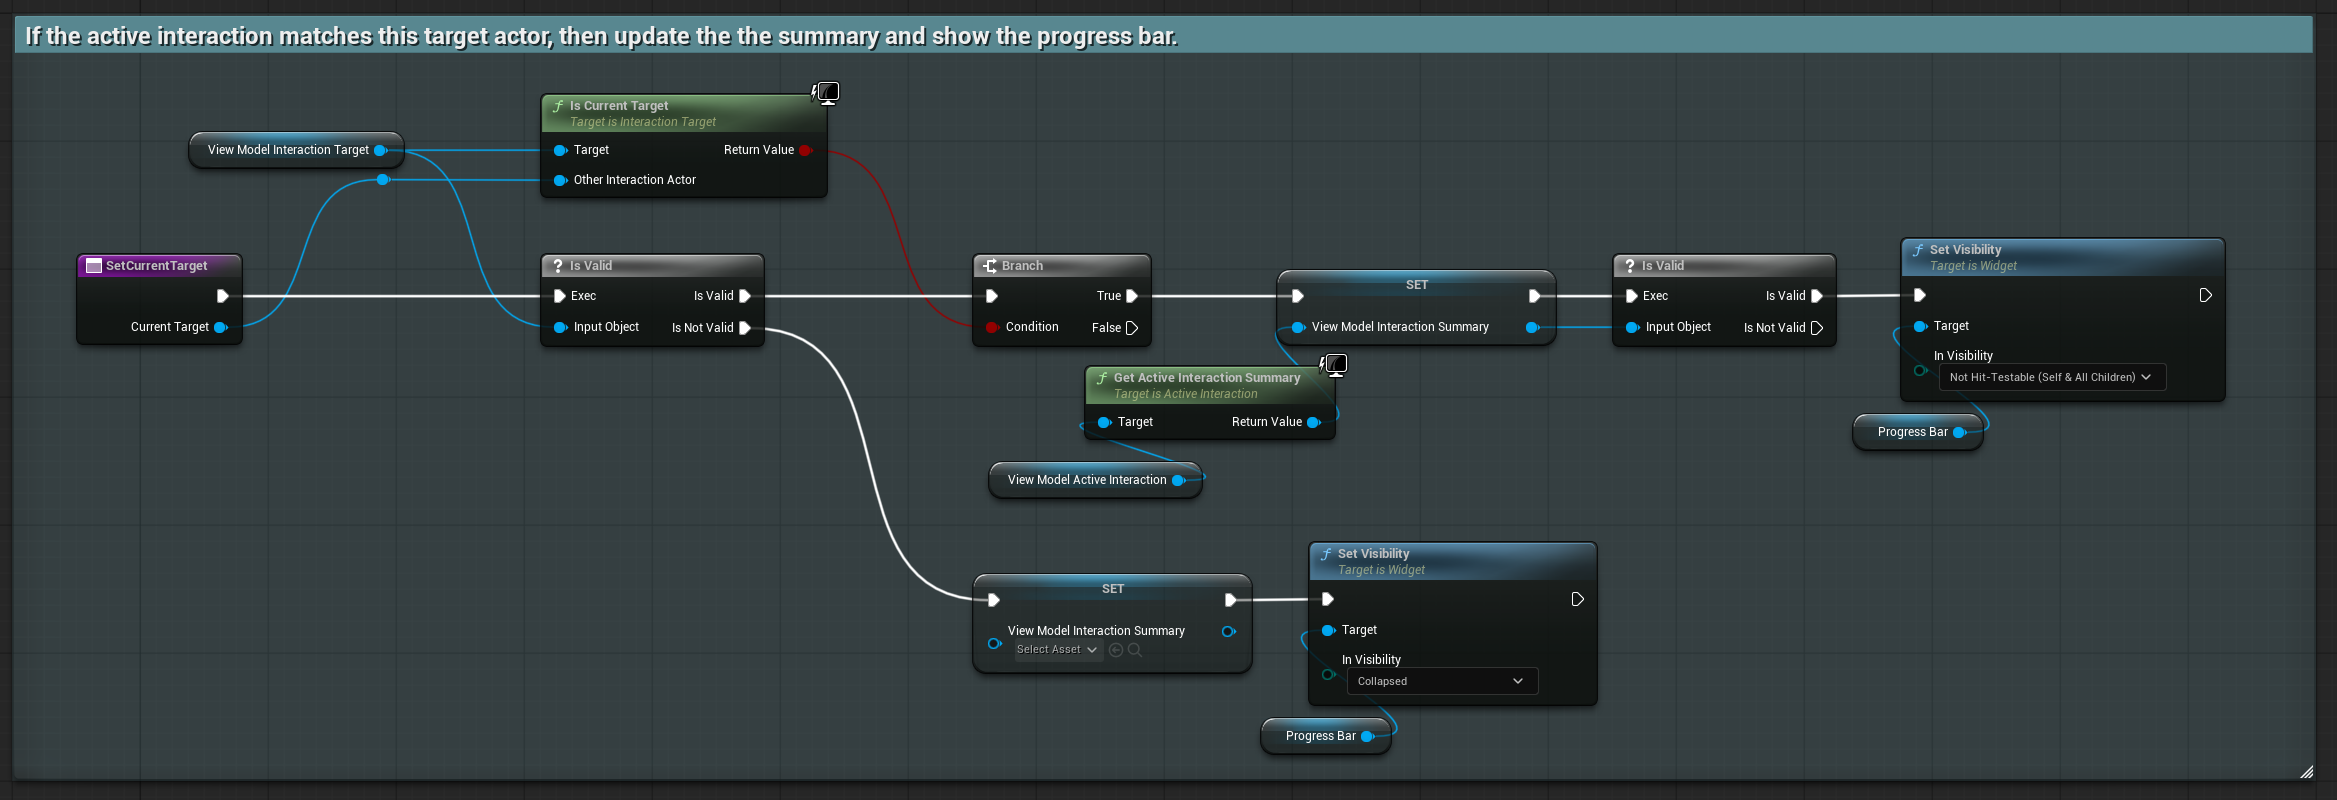 If the active interaction matches this target actor, then update the the summary and show the progress bar.
Is Current Target
Target is Interaction Target
View Model Interaction Target
Target
Return Value
Other Interaction Actor
SetCurrentTarget
Current Target
? Is Valid
Exec
Is Valid
Input Object
Is Not Valid
Branch
True
Condition
False
SET
View Model Interaction Summary
? Is Valid
Exec
Is Valid
Input Object
Is Not Valid
Set Visibility
Target is Widget
Target
In Visibility
Not Hit-Testable (Self & All Children)
Progress Bar
Get Active Interaction Summary
Target is Active Interaction
Target
Return Value
View Model Active Interaction
SET
View Model Interaction Summary
Select Asset
Set Visibility
Target is Widget
Target
In Visibility
Collapsed
Progress Bar